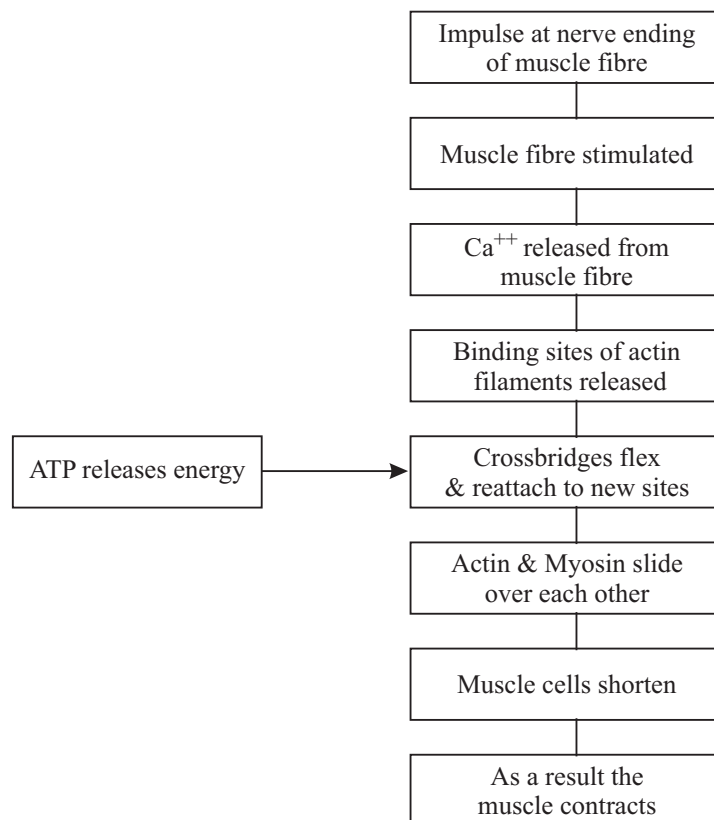 Impulse at nerve ending
of muscle fibre
Muscle fibre stimulated
Ca⁺⁺ released from
muscle fibre
Binding sites of actin
filaments released
ATP releases energy
Crossbridges flex
& reattach to new sites
Actin & Myosin slide
over each other
Muscle cells shorten
As a result the
muscle contracts